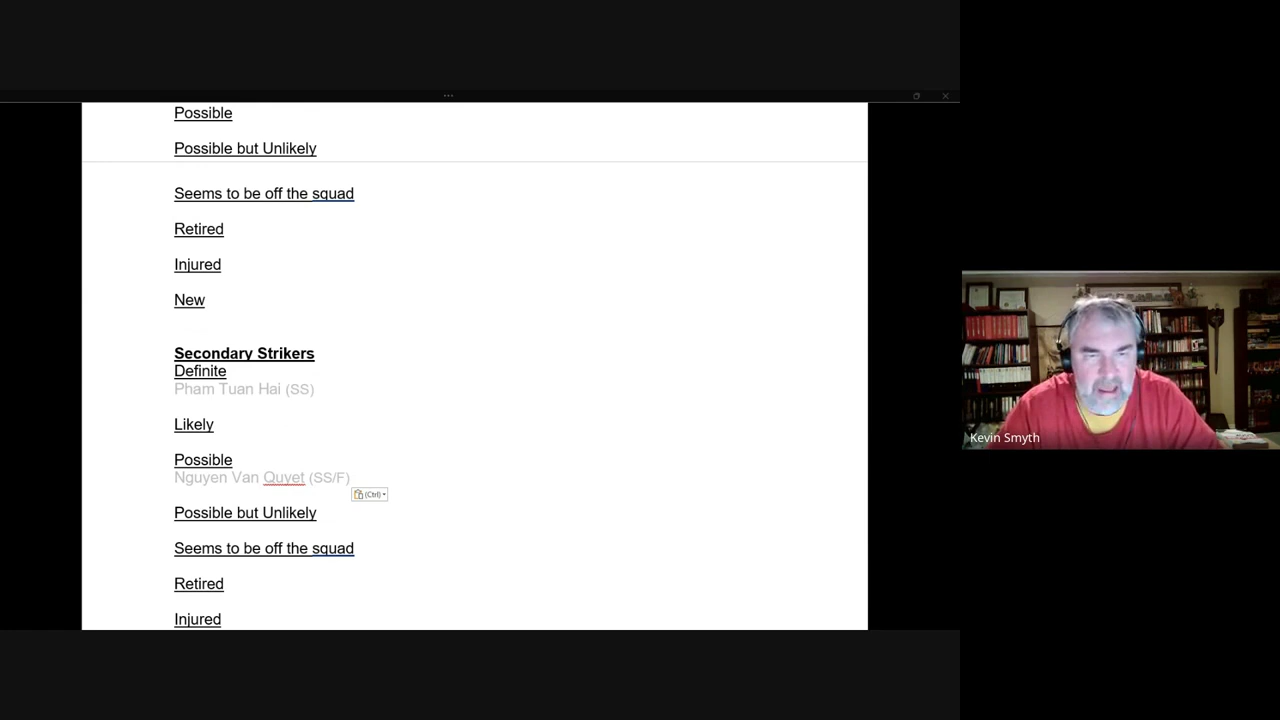 Possible
Possible but Unlikely
Seems to be off the squad
Retired
Injured
New
Secondary Strikers
Definite
Pham Tuan Hai (SS)
Likely
Possible
Nguyen Van Quyet (SS/F)
(Ctrl)
Possible but Unlikely
Seems to be off the squad
Retired
Injured
Kevin Smyth